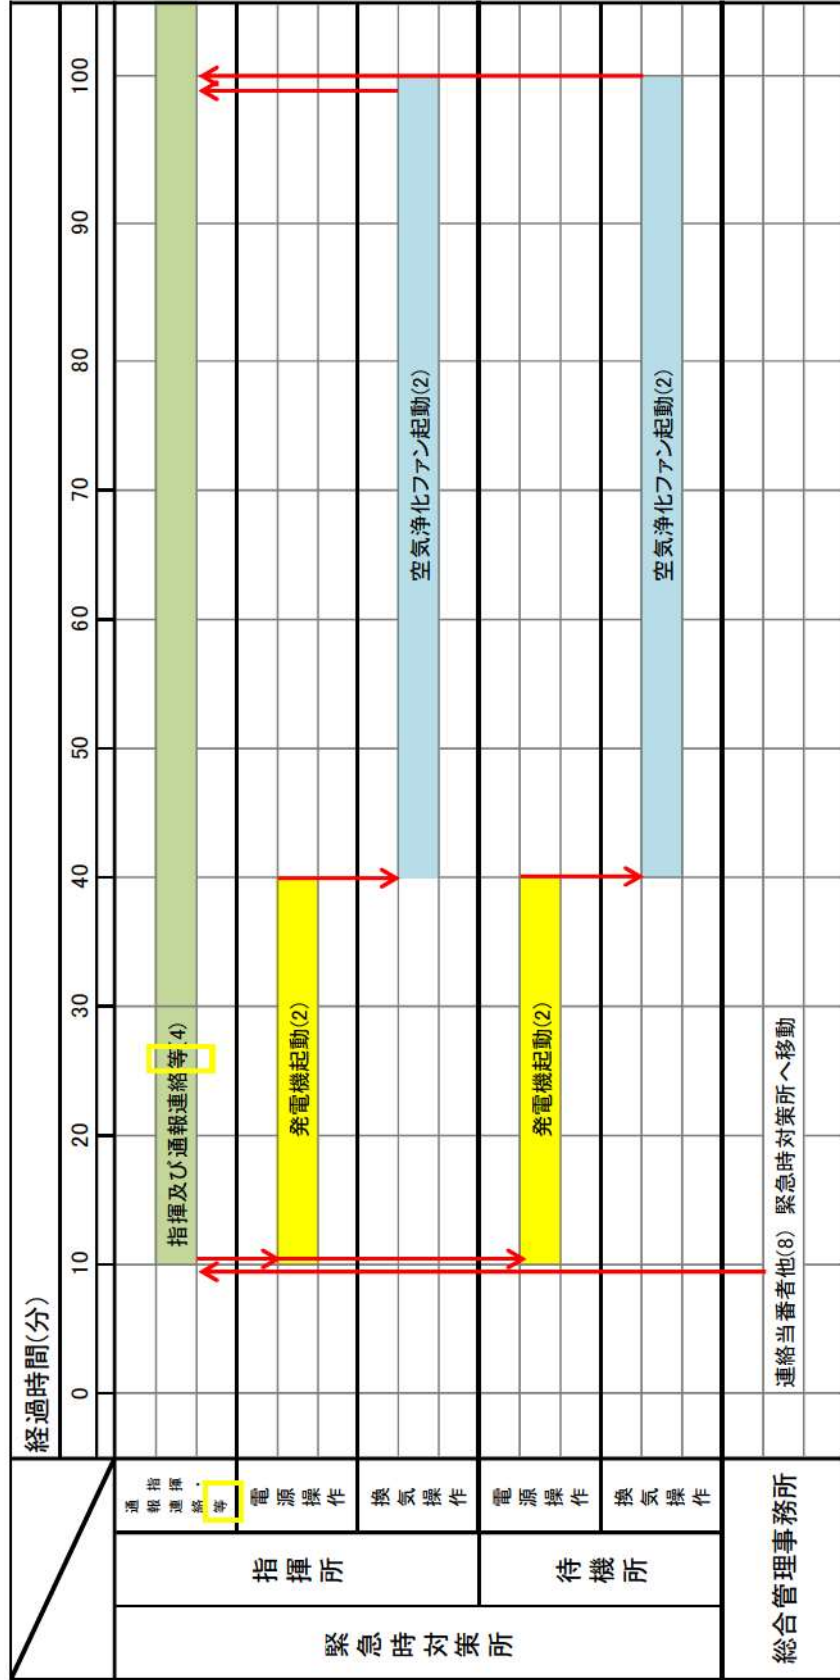 経過時間(分)
0 10 20 30 40 50 60 70 80 90 100
緊急時対策所
指揮所
指揮・
通報連絡
等
指揮及び通報連絡等(4)
電源操作
発電機起動(2)
換気操作
空気浄化ファン起動(2)
待機所
電源操作
発電機起動(2)
換気操作
空気浄化ファン起動(2)
総合管理事務所
連絡当番者他(8) 緊急時対策所へ移動